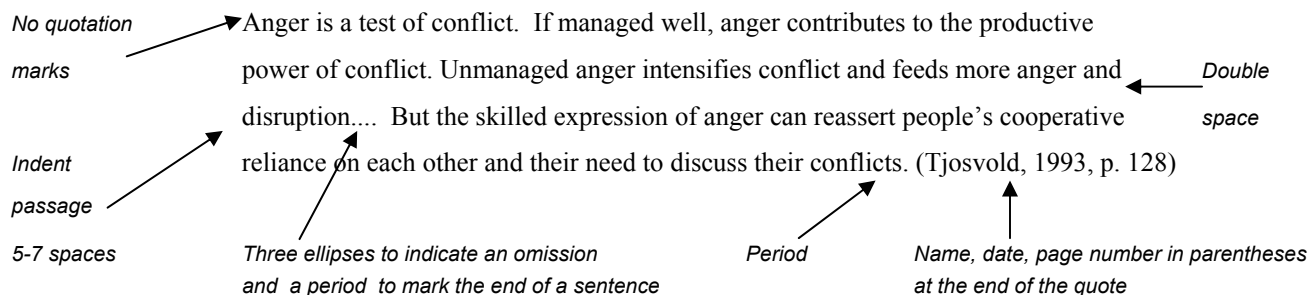 No quotation
marks
Anger is a test of conflict.  If managed well, anger contributes to the productive
power of conflict. Unmanaged anger intensifies conflict and feeds more anger and
disruption....  But the skilled expression of anger can reassert people’s cooperative
reliance on each other and their need to discuss their conflicts. (Tjosvold, 1993, p. 128)
Double
space
Indent
passage
5-7 spaces
Three ellipses to indicate an omission
and  a period  to mark the end of a sentence
Period
Name, date, page number in parentheses
at the end of the quote